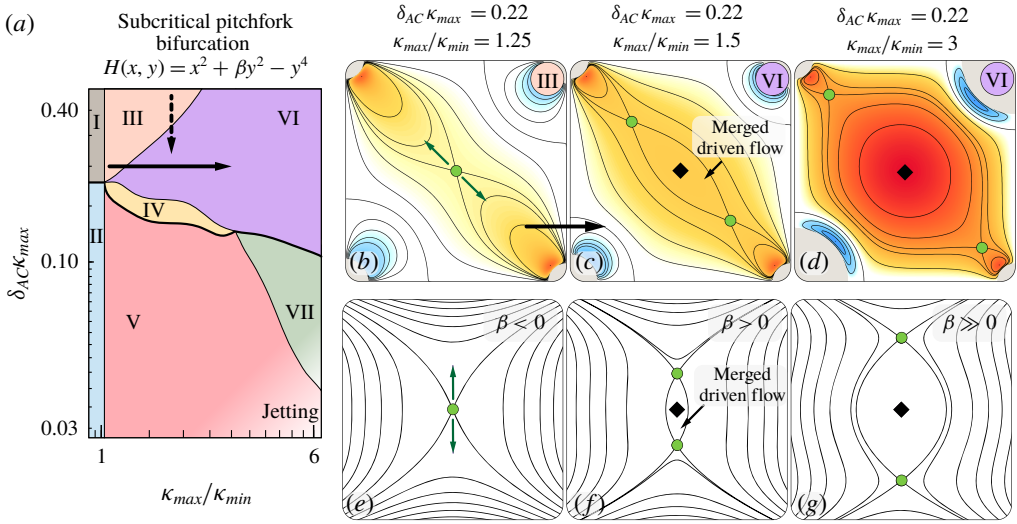 (a)
Subcritical pitchfork
bifurcation
H(x, y) = x² + βy² − y⁴
0.40
0.10
0.03
δ_AC κ_max
I
II
III
IV
V
VI
VII
Jetting
1
6
κ_max/κ_min
δ_AC κ_max = 0.22
κ_max/κ_min = 1.25
III
(b)
δ_AC κ_max = 0.22
κ_max/κ_min = 1.5
VI
Merged
driven flow
(c)
δ_AC κ_max = 0.22
κ_max/κ_min = 3
VI
(d)
β < 0
(e)
β > 0
Merged
driven flow
(f)
β ≫ 0
(g)